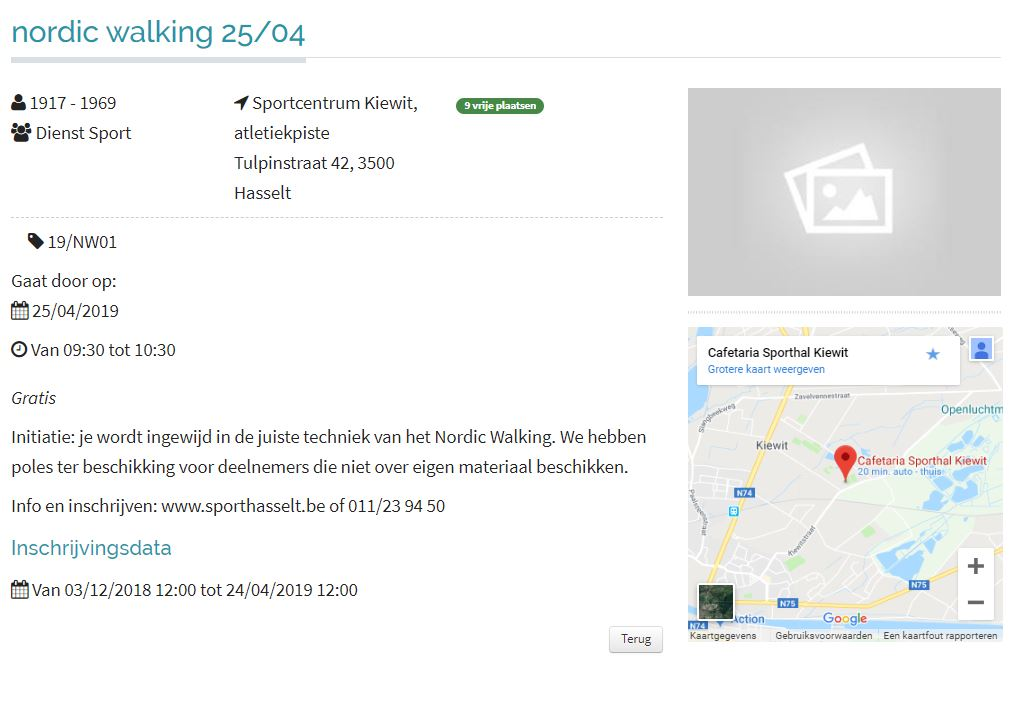 nordic walking 25/04
1917 - 1969
Dienst Sport
Sportcentrum Kiewit,
atletiekpiste
Tulpinstraat 42, 3500
Hasselt
9 vrije plaatsen
19/NW01
Gaat door op:
25/04/2019
Van 09:30 tot 10:30
Gratis
Initiatie: je wordt ingewijd in de juiste techniek van het Nordic Walking. We hebben
poles ter beschikking voor deelnemers die niet over eigen materiaal beschikken.
Info en inschrijven: www.sporthasselt.be of 011/23 94 50
Inschrijvingsdata
Van 03/12/2018 12:00 tot 24/04/2019 12:00
Terug
Cafetaria Sporthal Kiewit
Grotere kaart weergeven
Zavelvennestraat
Openluchtm
Slangbeekweg
Kiewit
Cafetaria Sporthal Kiewit
20 min. auto - thuis
N74
Kiewitstraat
N75
N75
Action
N74
Google
Kaartgegevens
Gebruiksvoorwaarden
Een kaartfout rapporteren